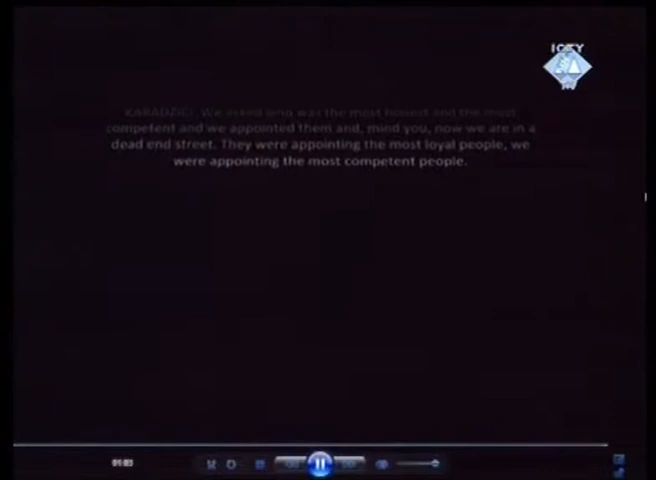 ICTY
KARADZIC: We asked who was the most honest and the most
competent and we appointed them and, mind you, now we are in a
dead end street. They were appointing the most loyal people, we
were appointing the most competent people.
01:03